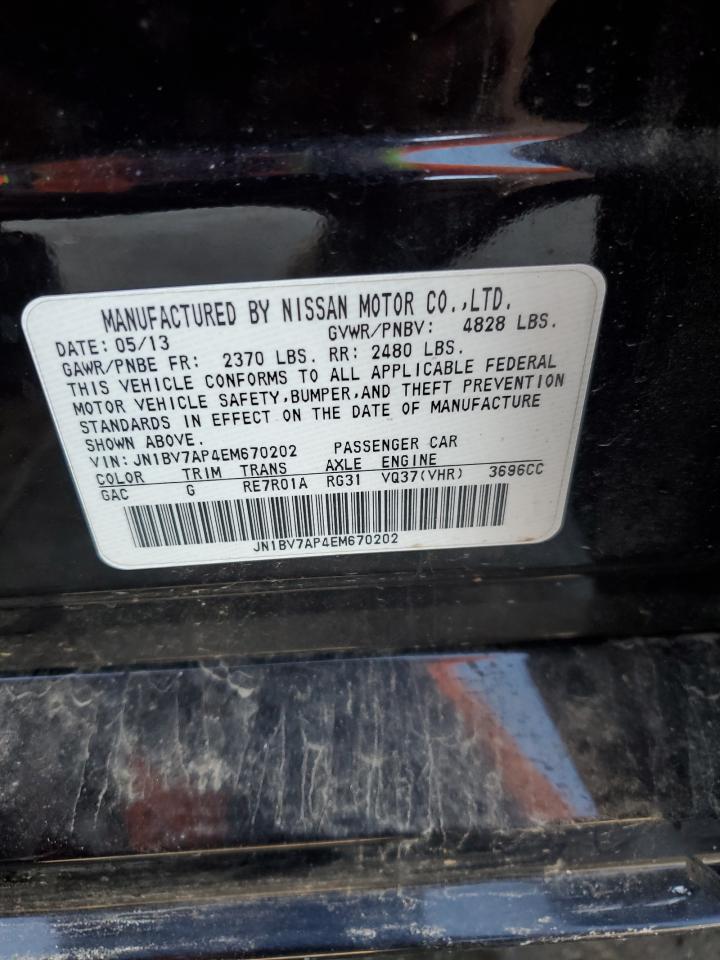 MANUFACTURED BY NISSAN MOTOR CO.,LTD.
DATE: 05/13 GVWR/PNBV: 4828 LBS.
GAWR/PNBE FR: 2370 LBS. RR: 2480 LBS.
THIS VEHICLE CONFORMS TO ALL APPLICABLE FEDERAL
MOTOR VEHICLE SAFETY,BUMPER,AND THEFT PREVENTION
STANDARDS IN EFFECT ON THE DATE OF MANUFACTURE
SHOWN ABOVE.
VIN: JN1BV7AP4EM670202 PASSENGER CAR
COLOR TRIM TRANS AXLE ENGINE
GAC G RE7R01A RG31 VQ37(VHR) 3696CC
JN1BV7AP4EM670202